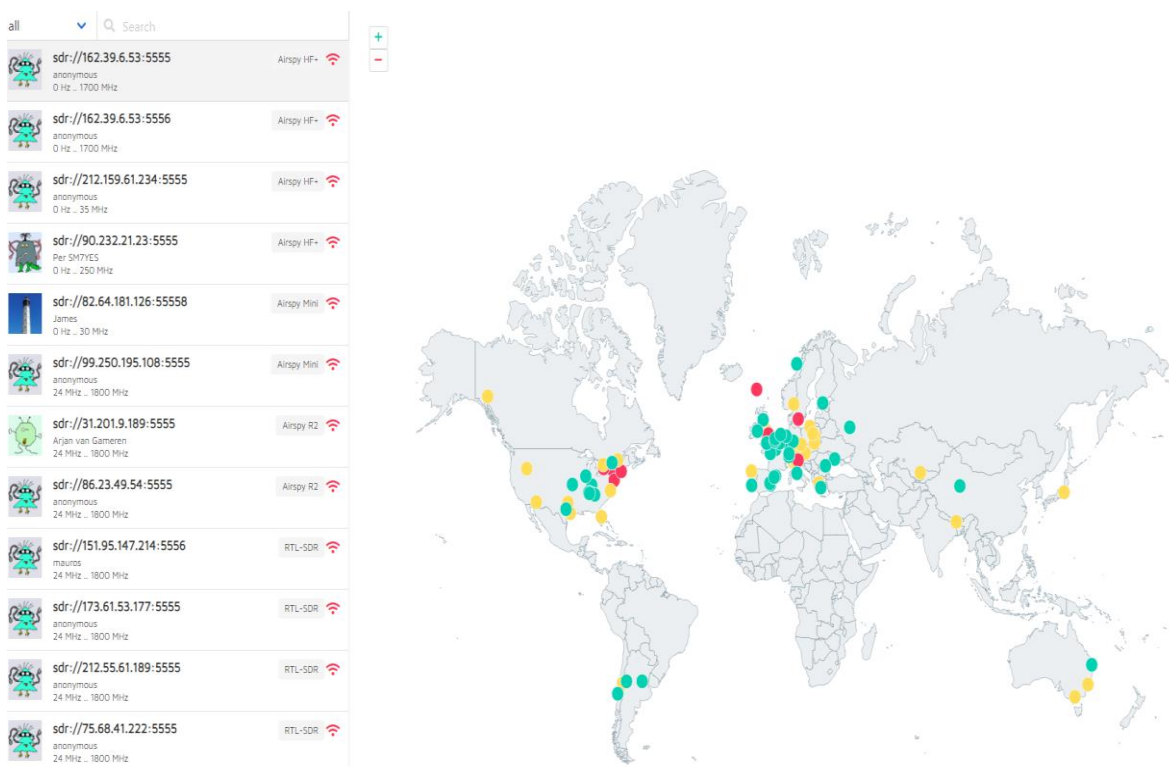 all Search
sdr://162.39.6.53:5555 Airspy HF+
anonymous
0 Hz .. 1700 MHz
sdr://162.39.6.53:5556 Airspy HF+
anonymous
0 Hz .. 1700 MHz
sdr://212.159.61.234:5555 Airspy HF+
anonymous
0 Hz .. 35 MHz
sdr://90.232.21.23:5555 Airspy HF+
Per SM7YES
0 Hz .. 250 MHz
sdr://82.64.181.126:55558 Airspy Mini
James
0 Hz .. 30 MHz
sdr://99.250.195.108:5555 Airspy Mini
anonymous
24 MHz .. 1800 MHz
sdr://31.201.9.189:5555 Airspy R2
Arjan van Gameren
24 MHz .. 1800 MHz
sdr://86.23.49.54:5555 Airspy R2
anonymous
24 MHz .. 1800 MHz
sdr://151.95.147.214:5556 RTL-SDR
mauros
24 MHz .. 1800 MHz
sdr://173.61.53.177:5555 RTL-SDR
anonymous
24 MHz .. 1800 MHz
sdr://212.55.61.189:5555 RTL-SDR
anonymous
24 MHz .. 1800 MHz
sdr://75.68.41.222:5555 RTL-SDR
anonymous
24 MHz .. 1800 MHz
+
−